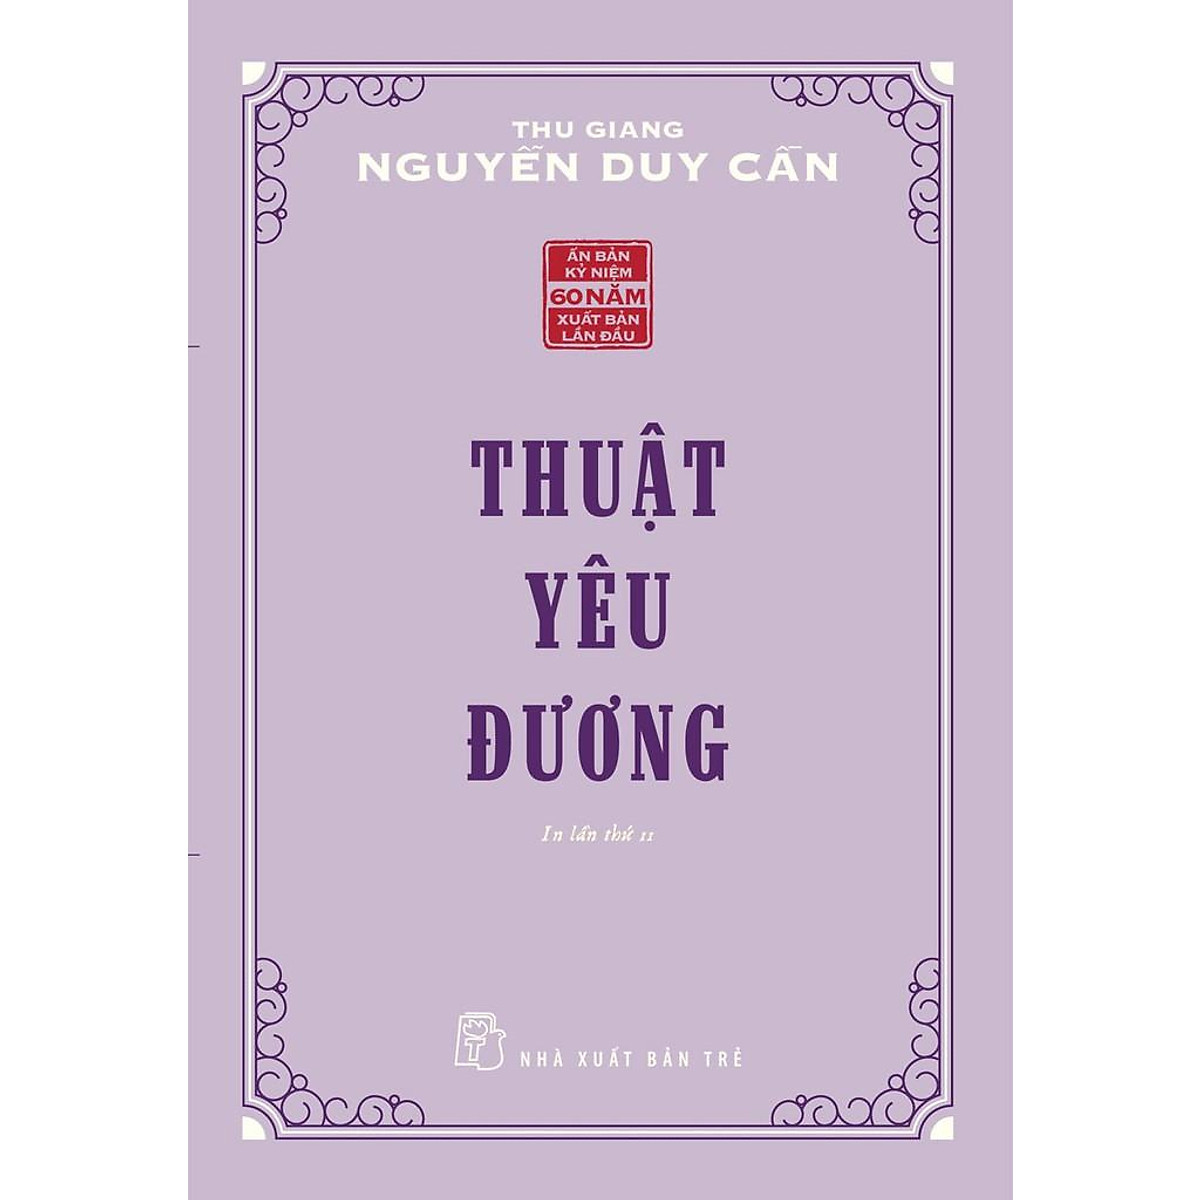 THU GIANG
NGUYỄN DUY CẦN
ẤN BẢN
KỶ NIỆM
60 NĂM
XUẤT BẢN
LẦN ĐẦU
THUẬT
YÊU
ĐƯƠNG
In lần thứ 11
T
NHÀ XUẤT BẢN TRẺ